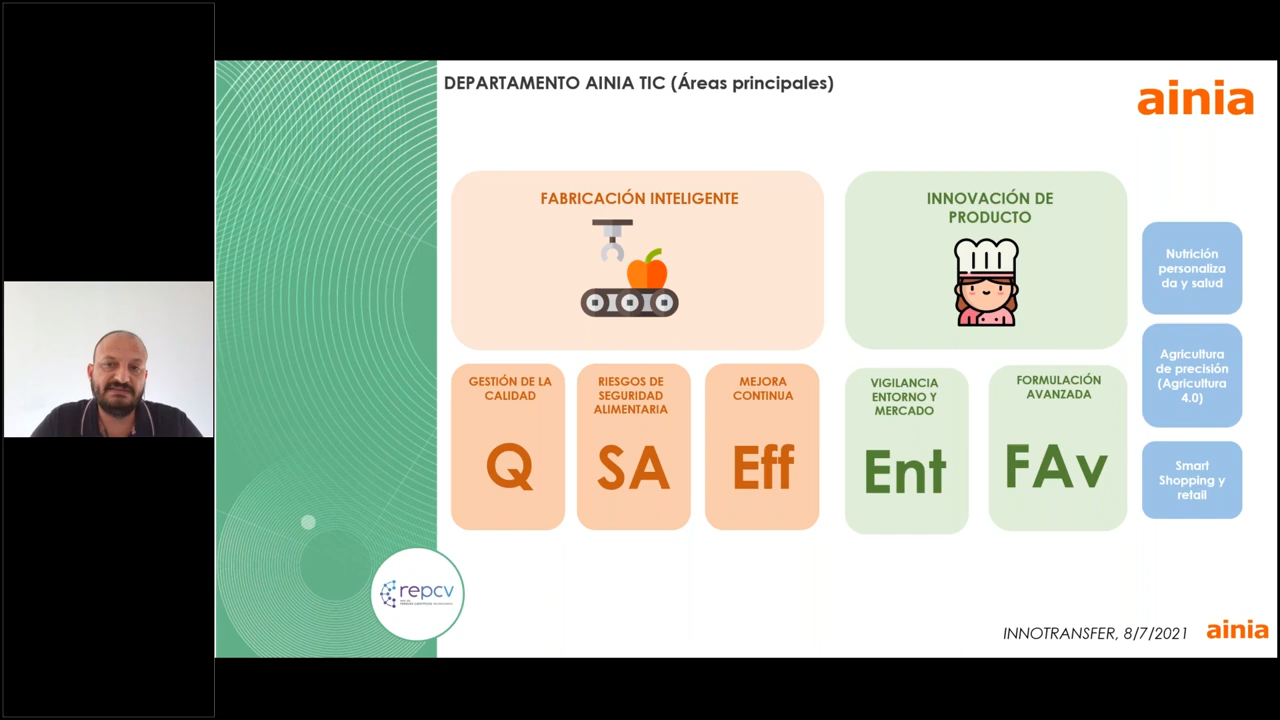 DEPARTAMENTO AINIA TIC (Áreas principales)
ainia
FABRICACIÓN INTELIGENTE
INNOVACIÓN DE
PRODUCTO
GESTIÓN DE LA
CALIDAD
Q
RIESGOS DE
SEGURIDAD
ALIMENTARIA
SA
MEJORA
CONTINUA
Eff
VIGILANCIA
ENTORNO Y
MERCADO
Ent
FORMULACIÓN
AVANZADA
FAv
Nutrición
personaliza
da y salud
Agricultura
de precisión
(Agricultura
4.0)
Smart
Shopping y
retail
repcv
INNOTRANSFER, 8/7/2021
ainia